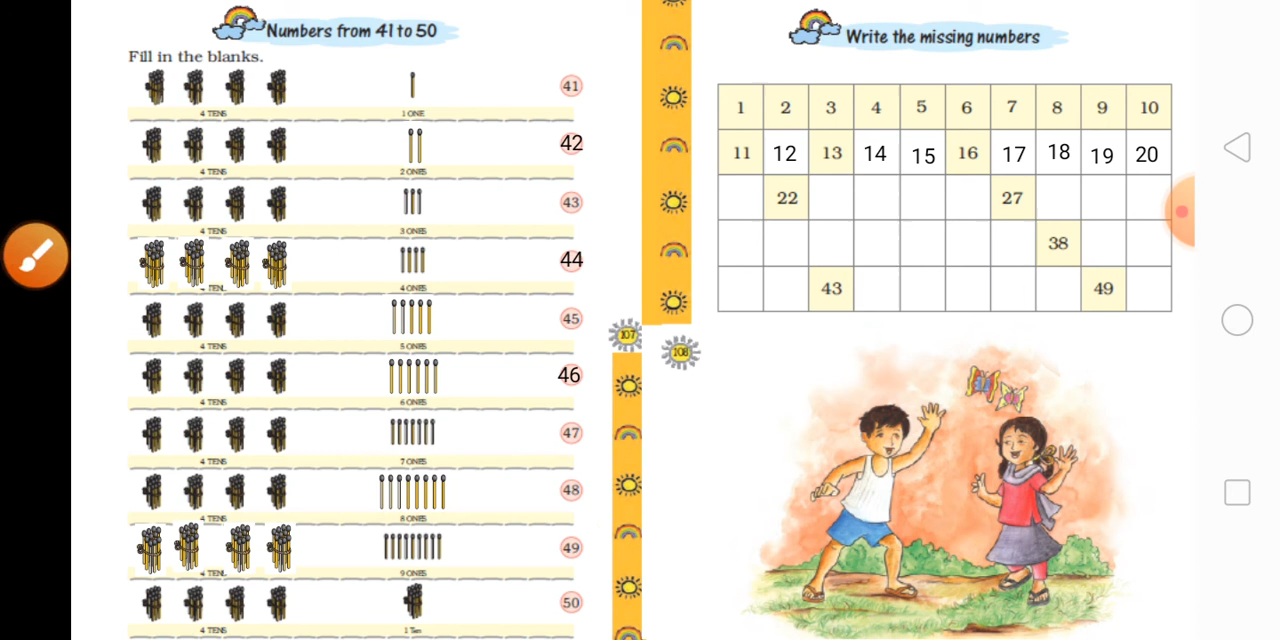 Numbers from 41 to 50
Fill in the blanks.
41
4 TENS 1 ONE
42
4 TENS 2 ONES
43
4 TENS 3 ONES
44
TEN 4 ONES
45
4 TENS 5 ONES
46
4 TENS 6 ONES
47
4 TENS 7 ONES
48
4 TENS 8 ONES
49
4 TEN 9 ONES
50
4 TENS 1 Ten
107
Write the missing numbers
1 2 3 4 5 6 7 8 9 10
11 12 13 14 15 16 17 18 19 20
22 27
38
43 49
108